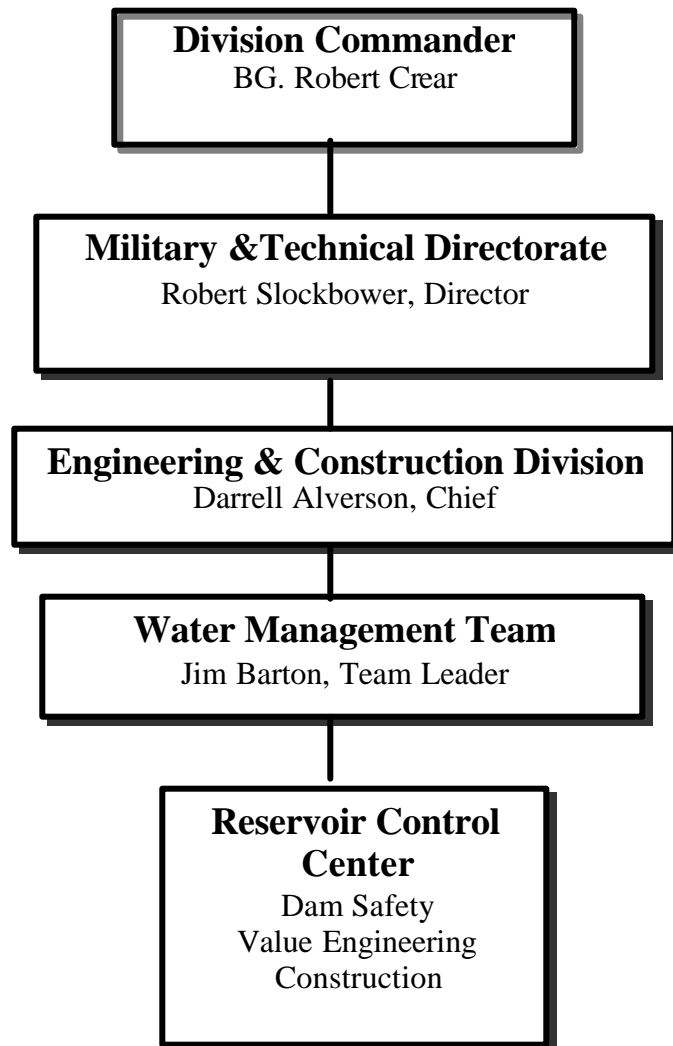 Division Commander
BG. Robert Crear
Military &Technical Directorate
Robert Slockbower, Director
Engineering & Construction Division
Darrell Alverson, Chief
Water Management Team
Jim Barton, Team Leader
Reservoir Control
Center
Dam Safety
Value Engineering
Construction